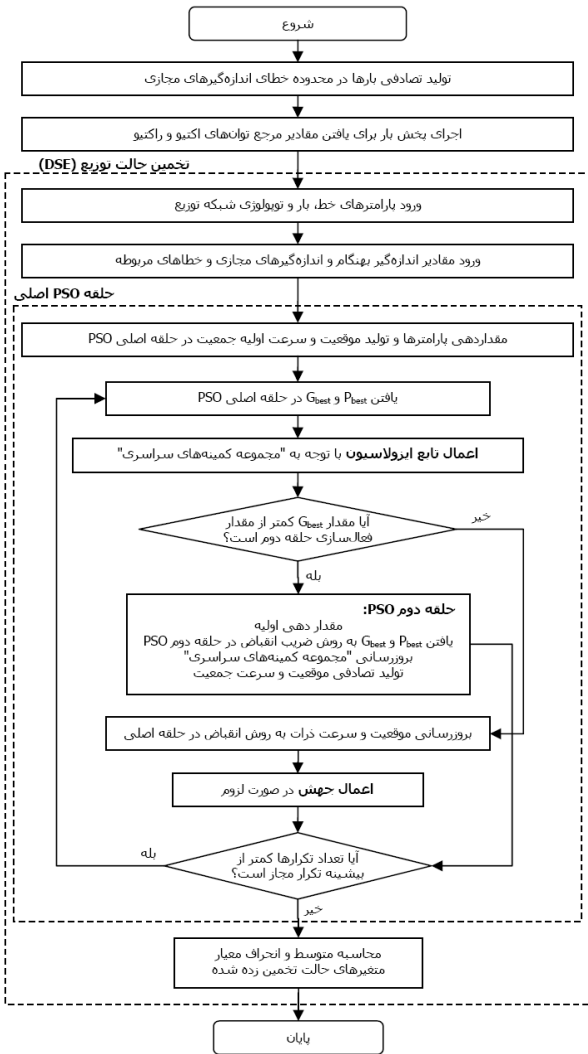 شروع
تولید تصادفی بارها در محدوده خطای اندازه‌گیرهای مجازی
اجرای پخش بار برای یافتن مقادیر مرجع توان‌های اکتیو و راکتیو
تخمین حالت توزیع (DSE)
ورود پارامترهای خط، بار و توپولوژی شبکه توزیع
ورود مقادیر اندازه‌گیر بهنگام و اندازه‌گیرهای مجازی و خطاهای مربوطه
حلقه PSO اصلی
مقداردهی پارامترها و تولید موقعیت و سرعت اولیه جمعیت در حلقه اصلی PSO
یافتن Pbest و Gbest در حلقه اصلی PSO
اعمال تابع ایزولاسیون با توجه به "مجموعه کمینه‌های سراسری"
آیا مقدار Gbest کمتر از مقدار
فعال‌سازی حلقه دوم است؟
خیر
بله
حلقه دوم PSO:
مقدار دهی اولیه
یافتن Pbest و Gbest به روش ضریب انقباض در حلقه دوم PSO
بروزرسانی "مجموعه کمینه‌های سراسری"
تولید تصادفی موقعیت و سرعت جمعیت
بروزرسانی موقعیت و سرعت ذرات به روش انقباض در حلقه اصلی
اعمال جهش در صورت لزوم
آیا تعداد تکرارها کمتر از
بیشینه تکرار مجاز است؟
بله
خیر
محاسبه متوسط و انحراف معیار
متغیرهای حالت تخمین زده شده
پایان